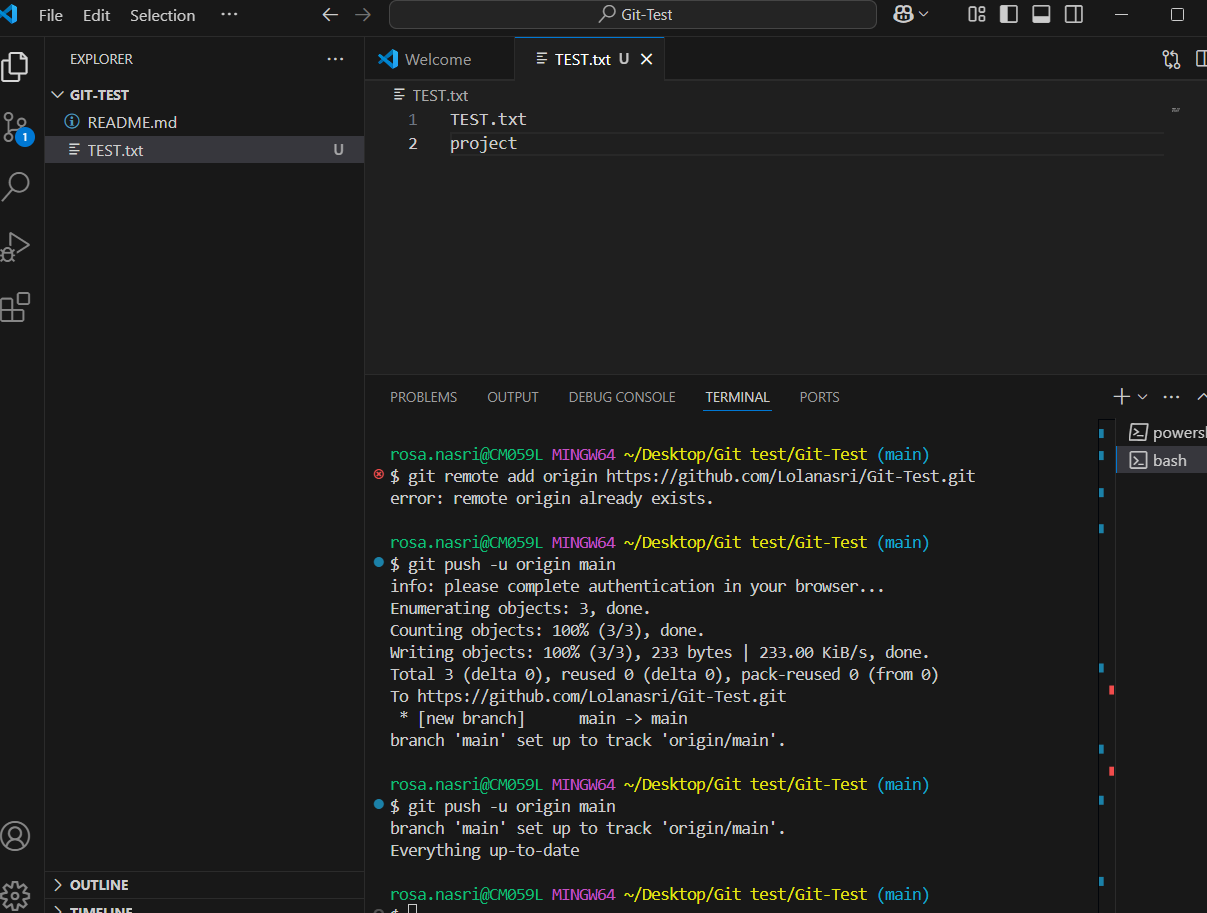 File Edit Selection ··· Git-Test
EXPLORER ···
GIT-TEST
README.md
TEST.txt U
1
Welcome
TEST.txt U
TEST.txt
1 TEST.txt
2 project
PROBLEMS OUTPUT DEBUG CONSOLE TERMINAL PORTS
rosa.nasri@CM059L MINGW64 ~/Desktop/Git test/Git-Test (main)
$ git remote add origin https://github.com/Lolanasri/Git-Test.git
error: remote origin already exists.
rosa.nasri@CM059L MINGW64 ~/Desktop/Git test/Git-Test (main)
$ git push -u origin main
info: please complete authentication in your browser...
Enumerating objects: 3, done.
Counting objects: 100% (3/3), done.
Writing objects: 100% (3/3), 233 bytes | 233.00 KiB/s, done.
Total 3 (delta 0), reused 0 (delta 0), pack-reused 0 (from 0)
To https://github.com/Lolanasri/Git-Test.git
* [new branch] main -> main
branch 'main' set up to track 'origin/main'.
rosa.nasri@CM059L MINGW64 ~/Desktop/Git test/Git-Test (main)
$ git push -u origin main
branch 'main' set up to track 'origin/main'.
Everything up-to-date
rosa.nasri@CM059L MINGW64 ~/Desktop/Git test/Git-Test (main)
$
powersh
bash
OUTLINE
TIMELINE